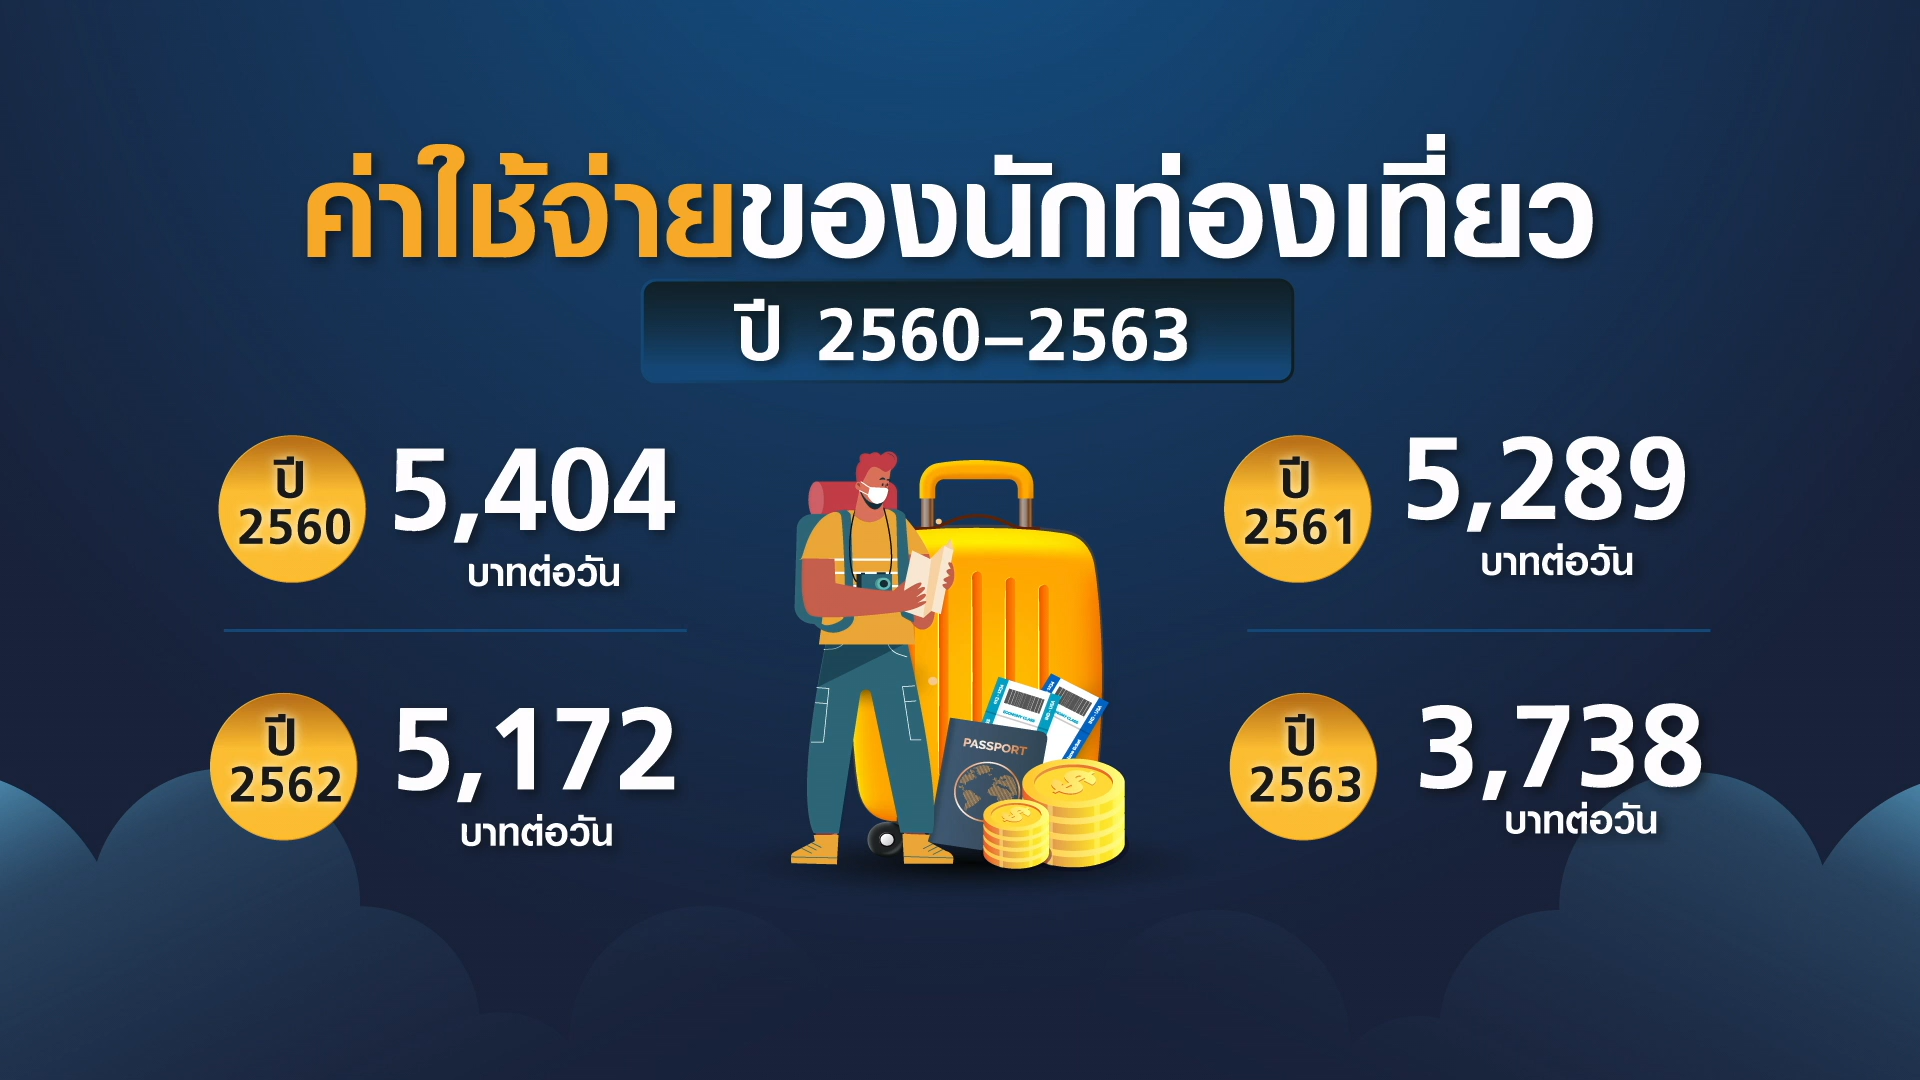 ค่าใช้จ่ายของนักท่องเที่ยว
ปี 2560–2563
ปี
2560
5,404
บาทต่อวัน
ปี
2561
5,289
บาทต่อวัน
ปี
2562
5,172
บาทต่อวัน
ปี
2563
3,738
บาทต่อวัน
ECONOMY CLASS
PASSPORT